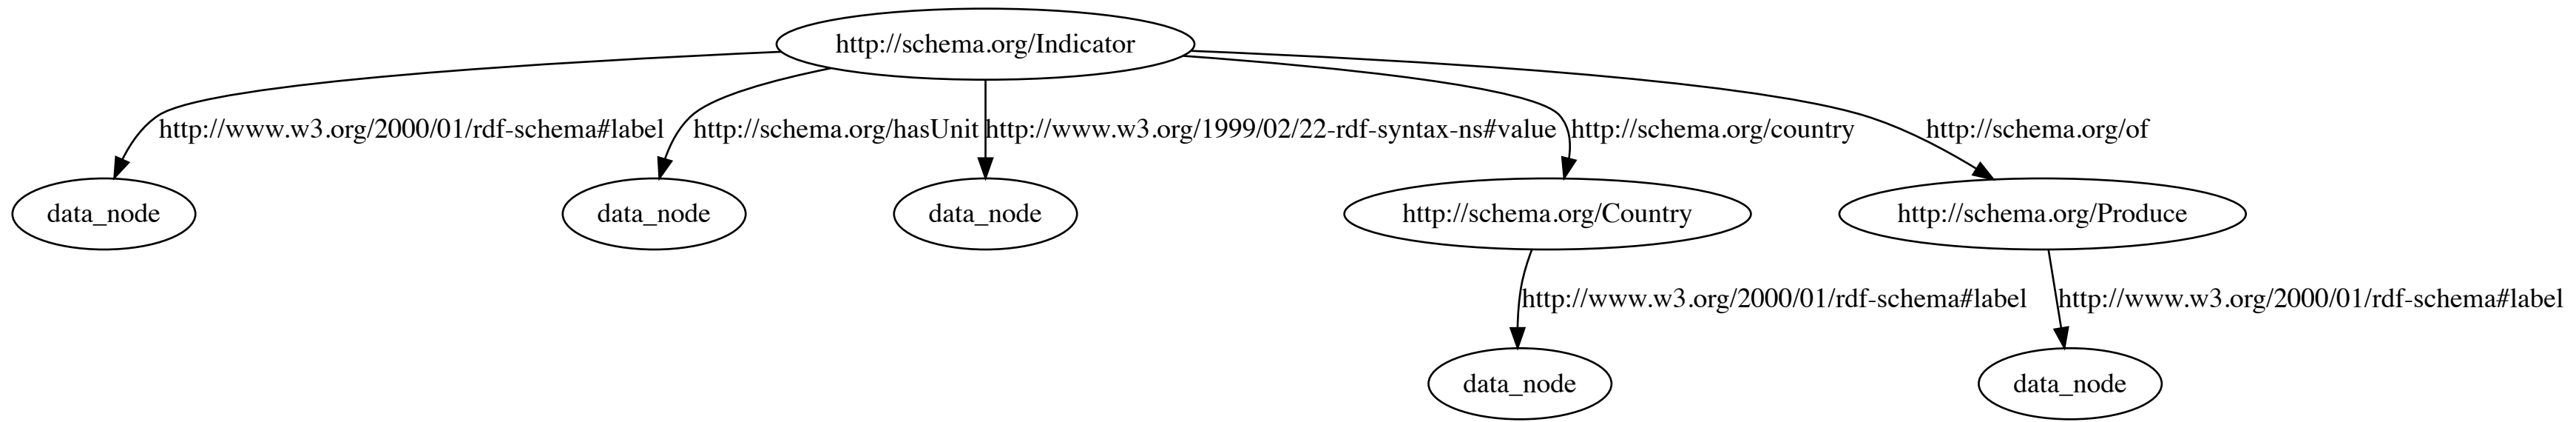 http://schema.org/Indicator
http://www.w3.org/2000/01/rdf-schema#label
http://schema.org/hasUnit
http://www.w3.org/1999/02/22-rdf-syntax-ns#value
http://schema.org/country
http://schema.org/of
data_node
data_node
data_node
http://schema.org/Country
http://schema.org/Produce
http://www.w3.org/2000/01/rdf-schema#label
http://www.w3.org/2000/01/rdf-schema#label
data_node
data_node